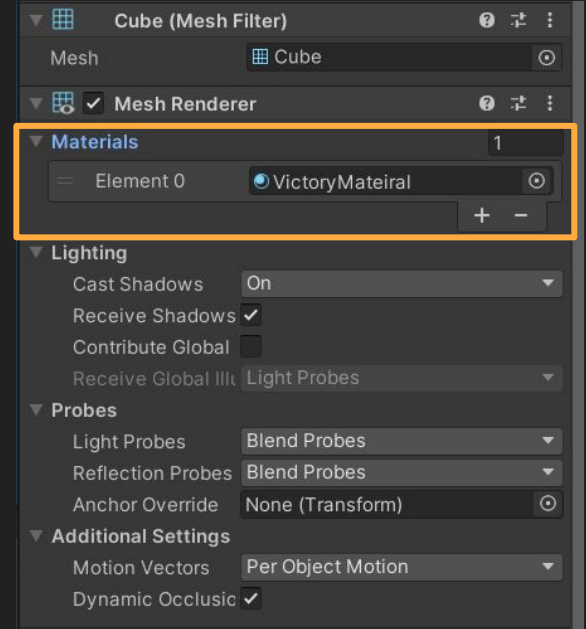 Cube (Mesh Filter)
Mesh Cube
Mesh Renderer
Materials 1
Element 0 VictoryMateiral
+ −
Lighting
Cast Shadows On
Receive Shadows
Contribute Global
Receive Global Illu Light Probes
Probes
Light Probes Blend Probes
Reflection Probes Blend Probes
Anchor Override None (Transform)
Additional Settings
Motion Vectors Per Object Motion
Dynamic Occlusic